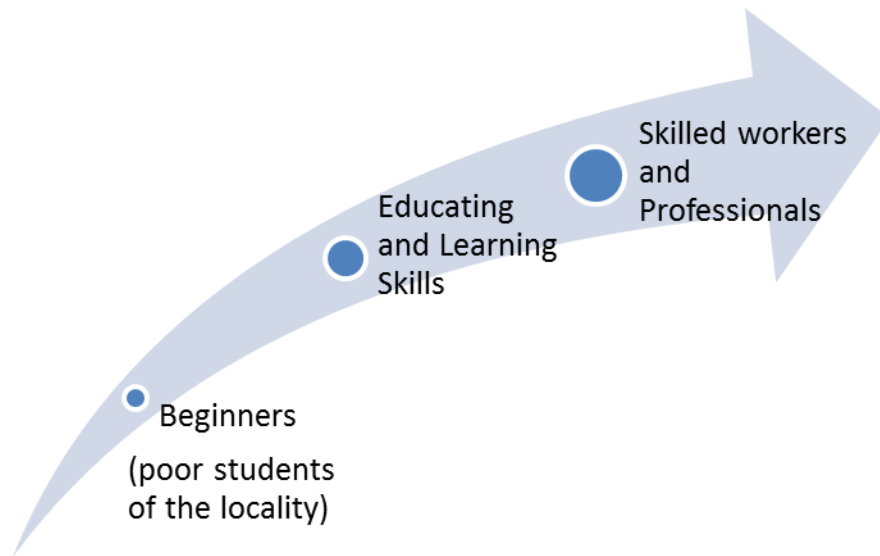 Beginners
(poor students
of the locality)
Educating
and Learning
Skills
Skilled workers
and
Professionals